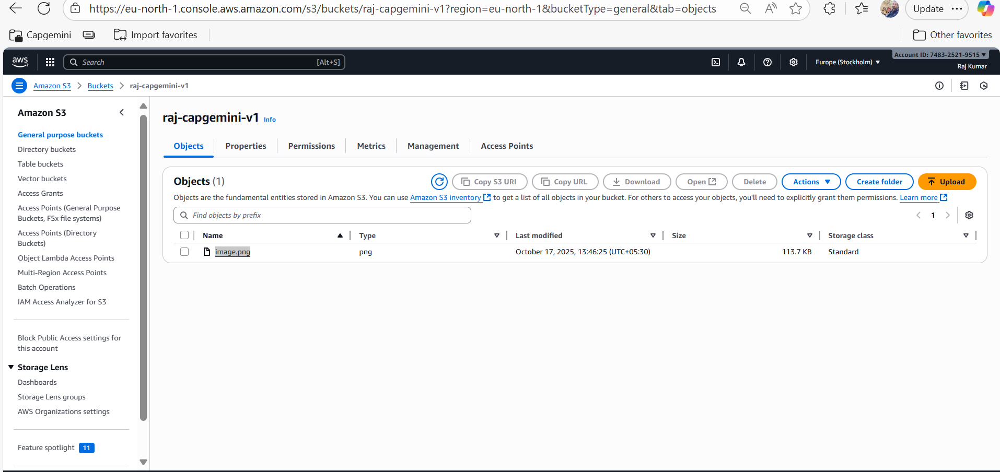 https://eu-north-1.console.aws.amazon.com/s3/buckets/raj-capgemini-v1?region=eu-north-1&bucketType=general&tab=objects
Update
Capgemini
Import favorites
Other favorites
aws
Search
[Alt+S]
Europe (Stockholm)
Account ID: 7483-2521-9515
Raj Kumar
Amazon S3
Buckets
raj-capgemini-v1
Amazon S3
General purpose buckets
Directory buckets
Table buckets
Vector buckets
Access Grants
Access Points (General Purpose
Buckets, FSx file systems)
Access Points (Directory
Buckets)
Object Lambda Access Points
Multi-Region Access Points
Batch Operations
IAM Access Analyzer for S3
Block Public Access settings for
this account
Storage Lens
Dashboards
Storage Lens groups
AWS Organizations settings
Feature spotlight 11
raj-capgemini-v1 Info
Objects Properties Permissions Metrics Management Access Points
Objects (1)
Copy S3 URI Copy URL Download Open Delete Actions Create folder Upload
Objects are the fundamental entities stored in Amazon S3. You can use Amazon S3 inventory to get a list of all objects in your bucket. For others to access your objects, you'll need to explicitly grant them permissions. Learn more
Find objects by prefix
1
Name Type Last modified Size Storage class
image.png png October 17, 2025, 13:46:25 (UTC+05:30) 113.7 KB Standard